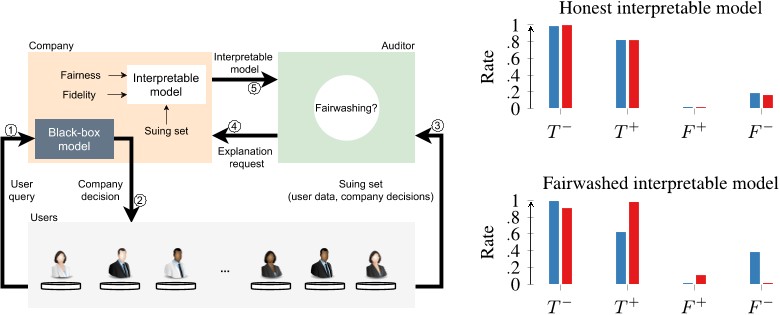 Company
Auditor
Fairness
Fidelity
Interpretable
model
Suing set
Interpretable
model
⑤
Fairwashing?
①
Black-box
model
④
Explanation
request
③
User
query
Company
decision
②
Suing set
(user data, company decisions)
Users
...
Honest interpretable model
Rate
1
.8
.6
.4
.2
0
T⁻ T⁺ F⁺ F⁻
Fairwashed interpretable model
Rate
1
.8
.6
.4
.2
0
T⁻ T⁺ F⁺ F⁻